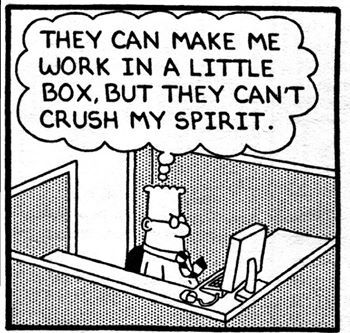 THEY CAN MAKE ME
WORK IN A LITTLE
BOX, BUT THEY CAN'T
CRUSH MY SPIRIT.